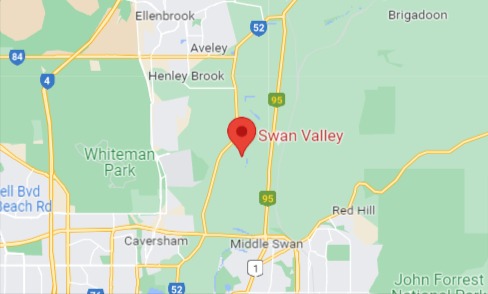 Ellenbrook
Brigadoon
52
Aveley
84
Henley Brook
4
95
Swan Valley
Whiteman
Park
ell Bvd
Beach Rd
95
Red Hill
Caversham
Middle Swan
1
John Forrest
National Park
52